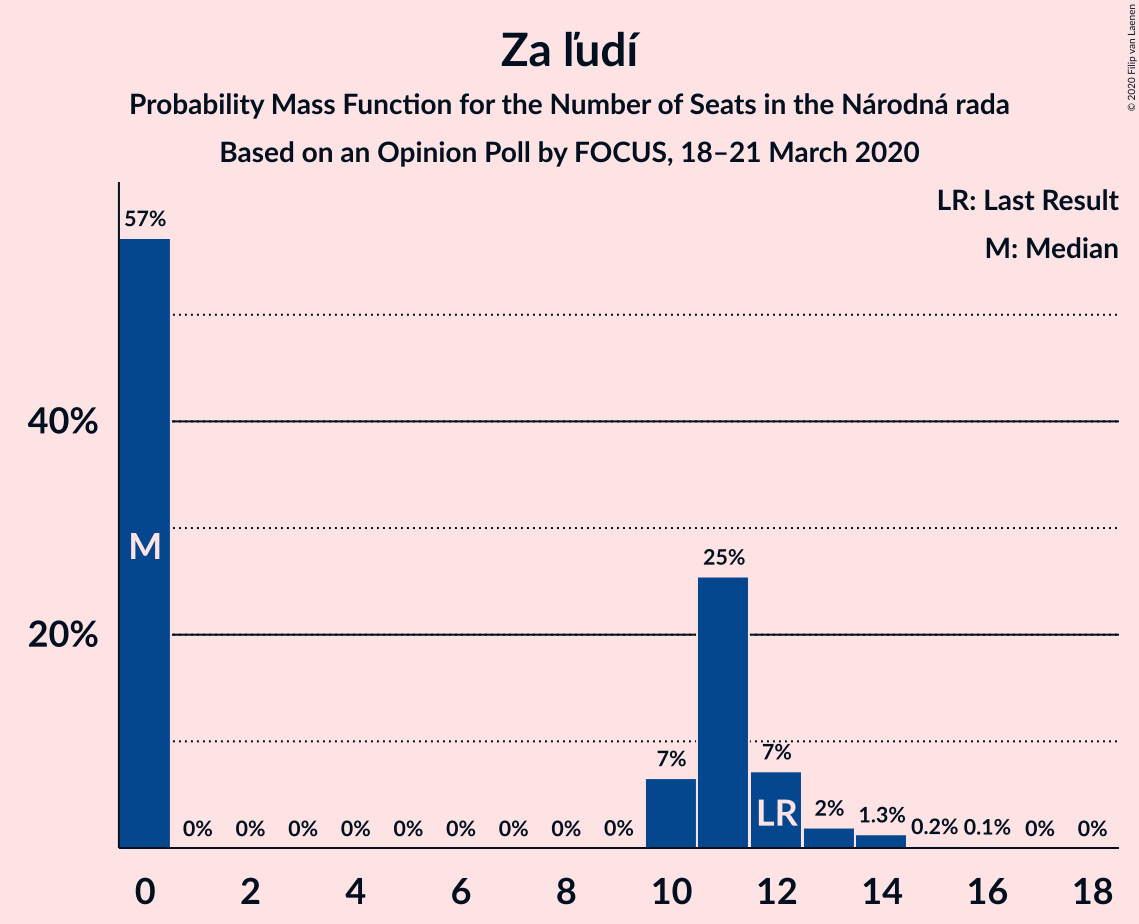 Za ľudí
Probability Mass Function for the Number of Seats in the Národná rada
Based on an Opinion Poll by FOCUS, 18–21 March 2020
© 2020 Filip van Laenen
LR: Last Result
M: Median
57%
40%
M
25%
20%
7%
7%
LR
0% 0% 0% 0% 0% 0% 0% 0% 0% 2% 1.3% 0.2% 0.1% 0% 0%
0 2 4 6 8 10 12 14 16 18